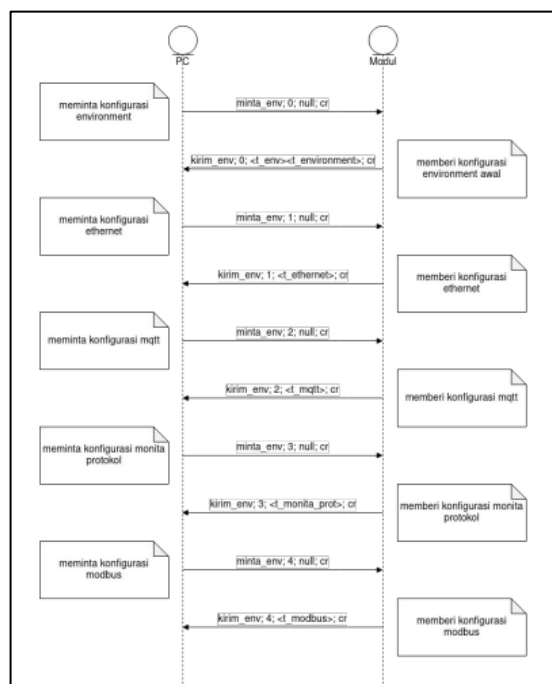 PC
Modul
meminta konfigurasi
environment
minta_env; 0; null; cr
kirim_env; 0; <t_env><t_environment>; cr
memberi konfigurasi
environment awal
meminta konfigurasi
ethernet
minta_env; 1; null; cr
kirim_env; 1; <t_ethernet>; cr
memberi konfigurasi
ethernet
meminta konfigurasi mqtt
minta_env; 2; null; cr
kirim_env; 2; <t_mqtt>; cr
memberi konfigurasi mqtt
meminta konfigurasi monita
protokol
minta_env; 3; null; cr
kirim_env; 3; <t_monita_prot>; cr
memberi konfigurasi monita
protokol
meminta konfigurasi
modbus
minta_env; 4; null; cr
kirim_env; 4; <t_modbus>; cr
memberi konfigurasi
modbus